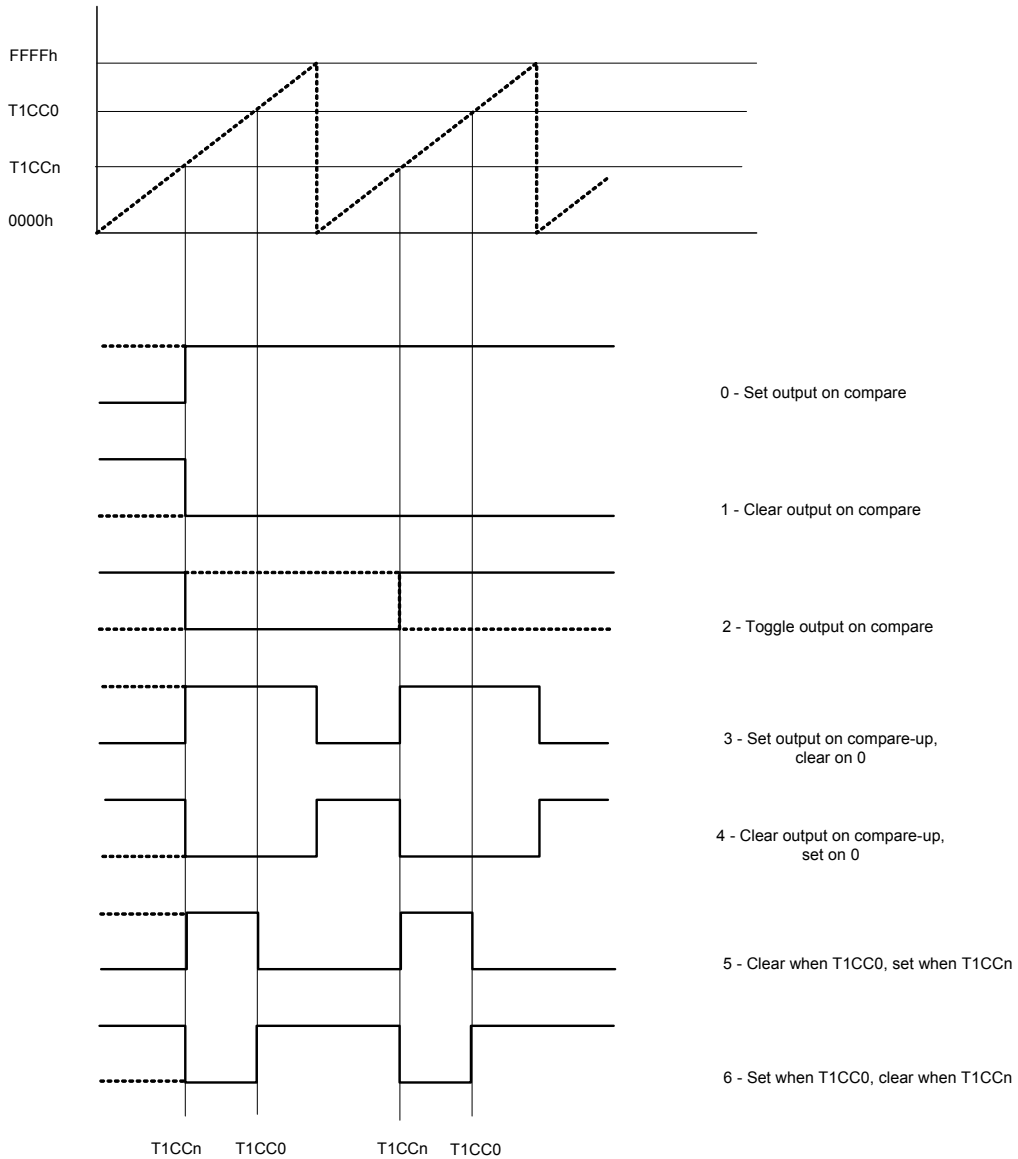 FFFFh
T1CC0
T1CCn
0000h
0 - Set output on compare
1 - Clear output on compare
2 - Toggle output on compare
3 - Set output on compare-up,
clear on 0
4 - Clear output on compare-up,
set on 0
5 - Clear when T1CC0, set when T1CCn
6 - Set when T1CC0, clear when T1CCn
T1CCn T1CC0 T1CCn T1CC0